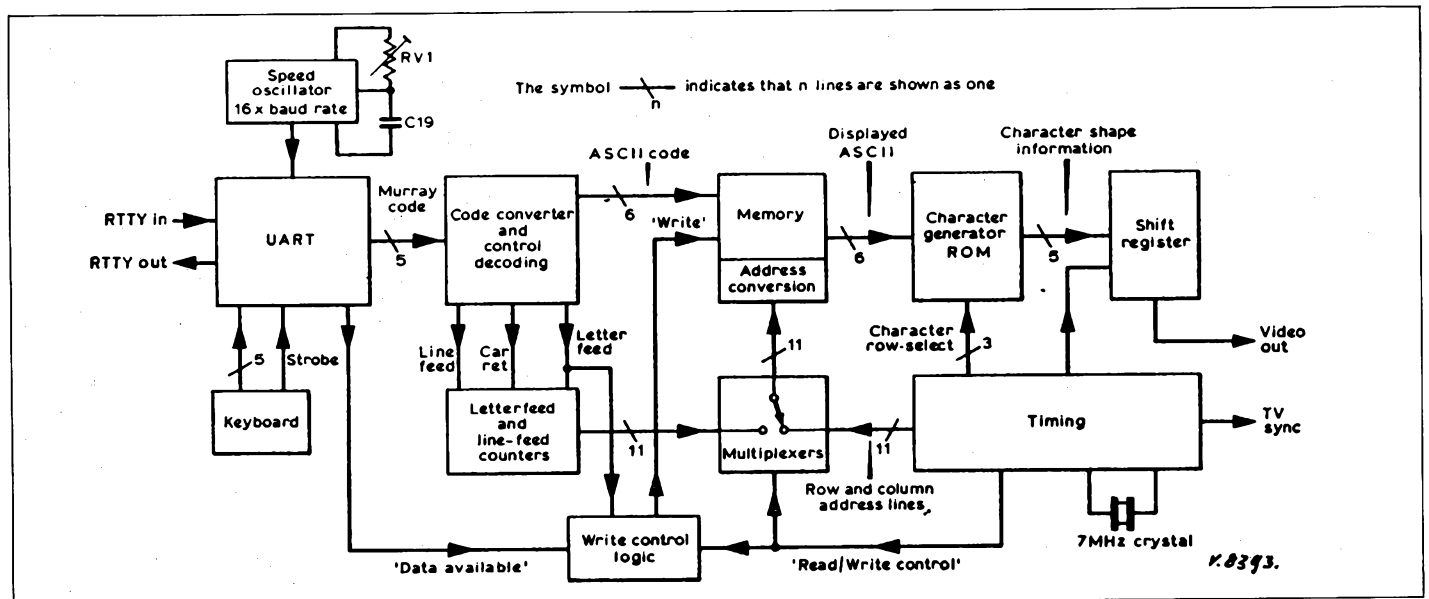 RV1
Speed
oscillator
16 x baud rate
C19
The symbol n indicates that n lines are shown as one
RTTY in
RTTY out
UART
Murray
code
5
Code converter
and
control
decoding
ASCII code
6
'Write'
Memory
Address
conversion
Displayed
ASCII
6
Character
generator
ROM
Character shape
information
5
Shift
register
Video
out
5
Strobe
Keyboard
Line
feed
Car
ret
Letter
feed
Letterfeed
and
line-feed
counters
11
11
Multiplexers
11
Row and column
address lines
Character
row-select
3
Timing
TV
sync
7MHz crystal
Write control
logic
'Data available'
'Read/Write control'
V.8393.